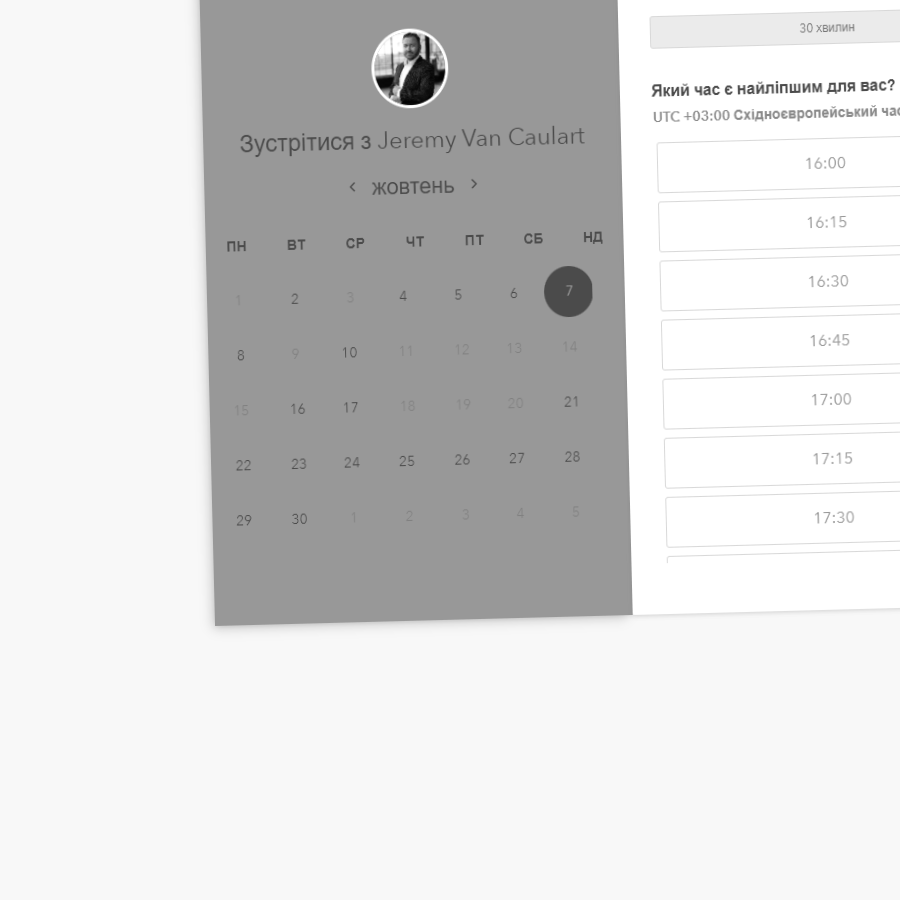 Зустрітися з Jeremy Van Caulart
‹ жовтень ›
ПН ВТ СР ЧТ ПТ СБ НД
1 2 3 4 5 6 7
8 9 10 11 12 13 14
15 16 17 18 19 20 21
22 23 24 25 26 27 28
29 30 1 2 3 4 5
30 хвилин
Який час є найліпшим для вас?
UTC +03:00 Східноєвропейський
16:00
16:15
16:30
16:45
17:00
17:15
17:30